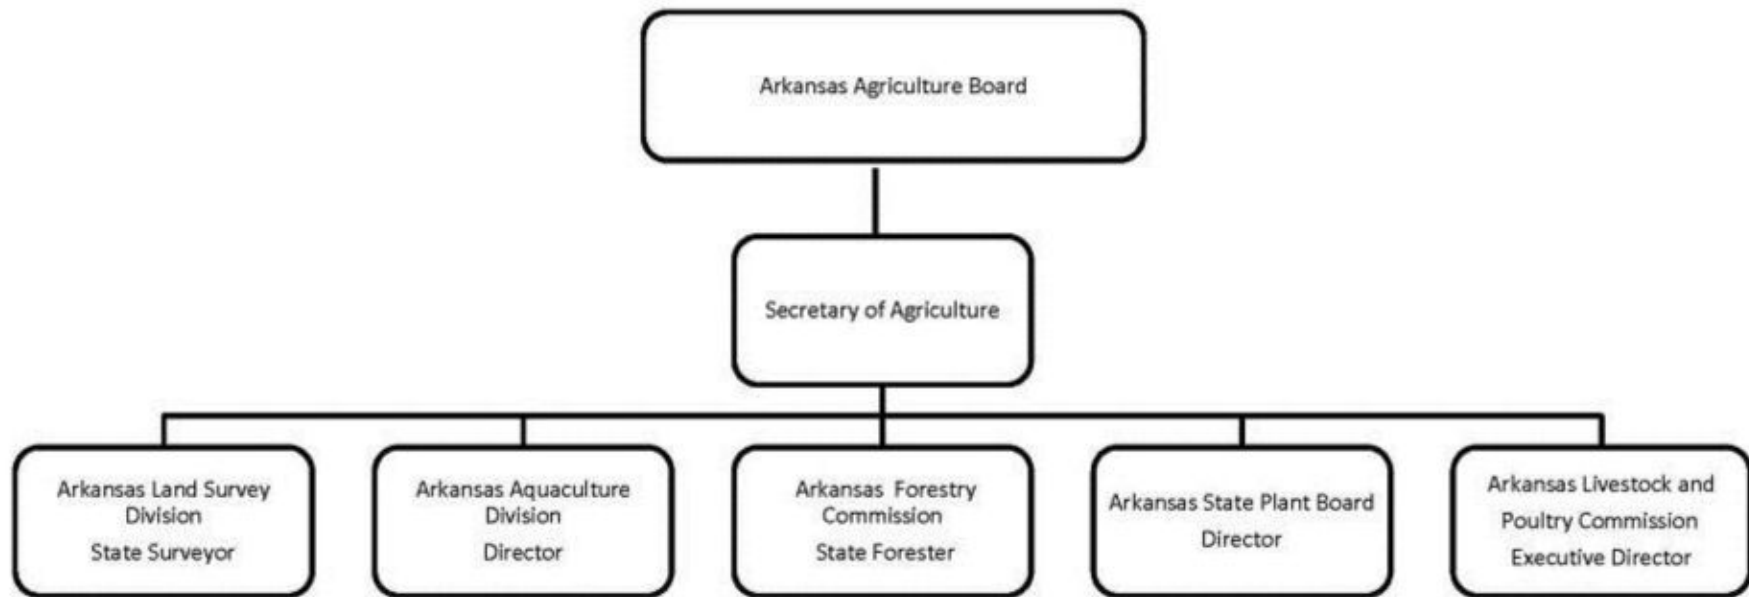 Arkansas Agriculture Board
Secretary of Agriculture
Arkansas Land Survey
Division
State Surveyor
Arkansas Aquaculture
Division
Director
Arkansas Forestry
Commission
State Forester
Arkansas State Plant Board
Director
Arkansas Livestock and
Poultry Commission
Executive Director